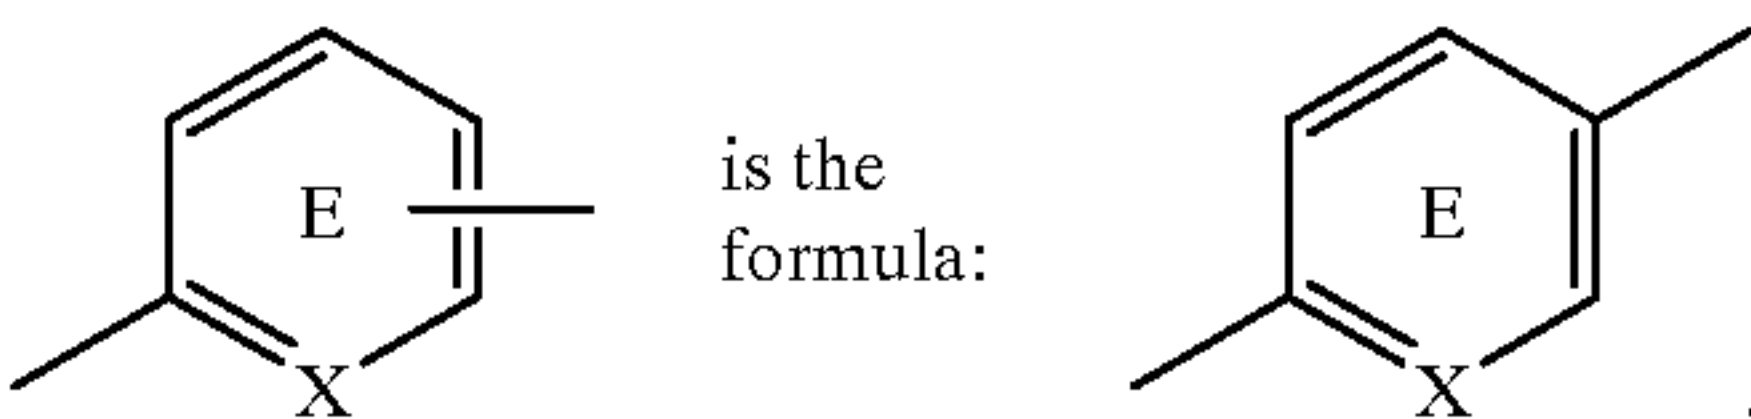 E
X
is the
formula:
E
X